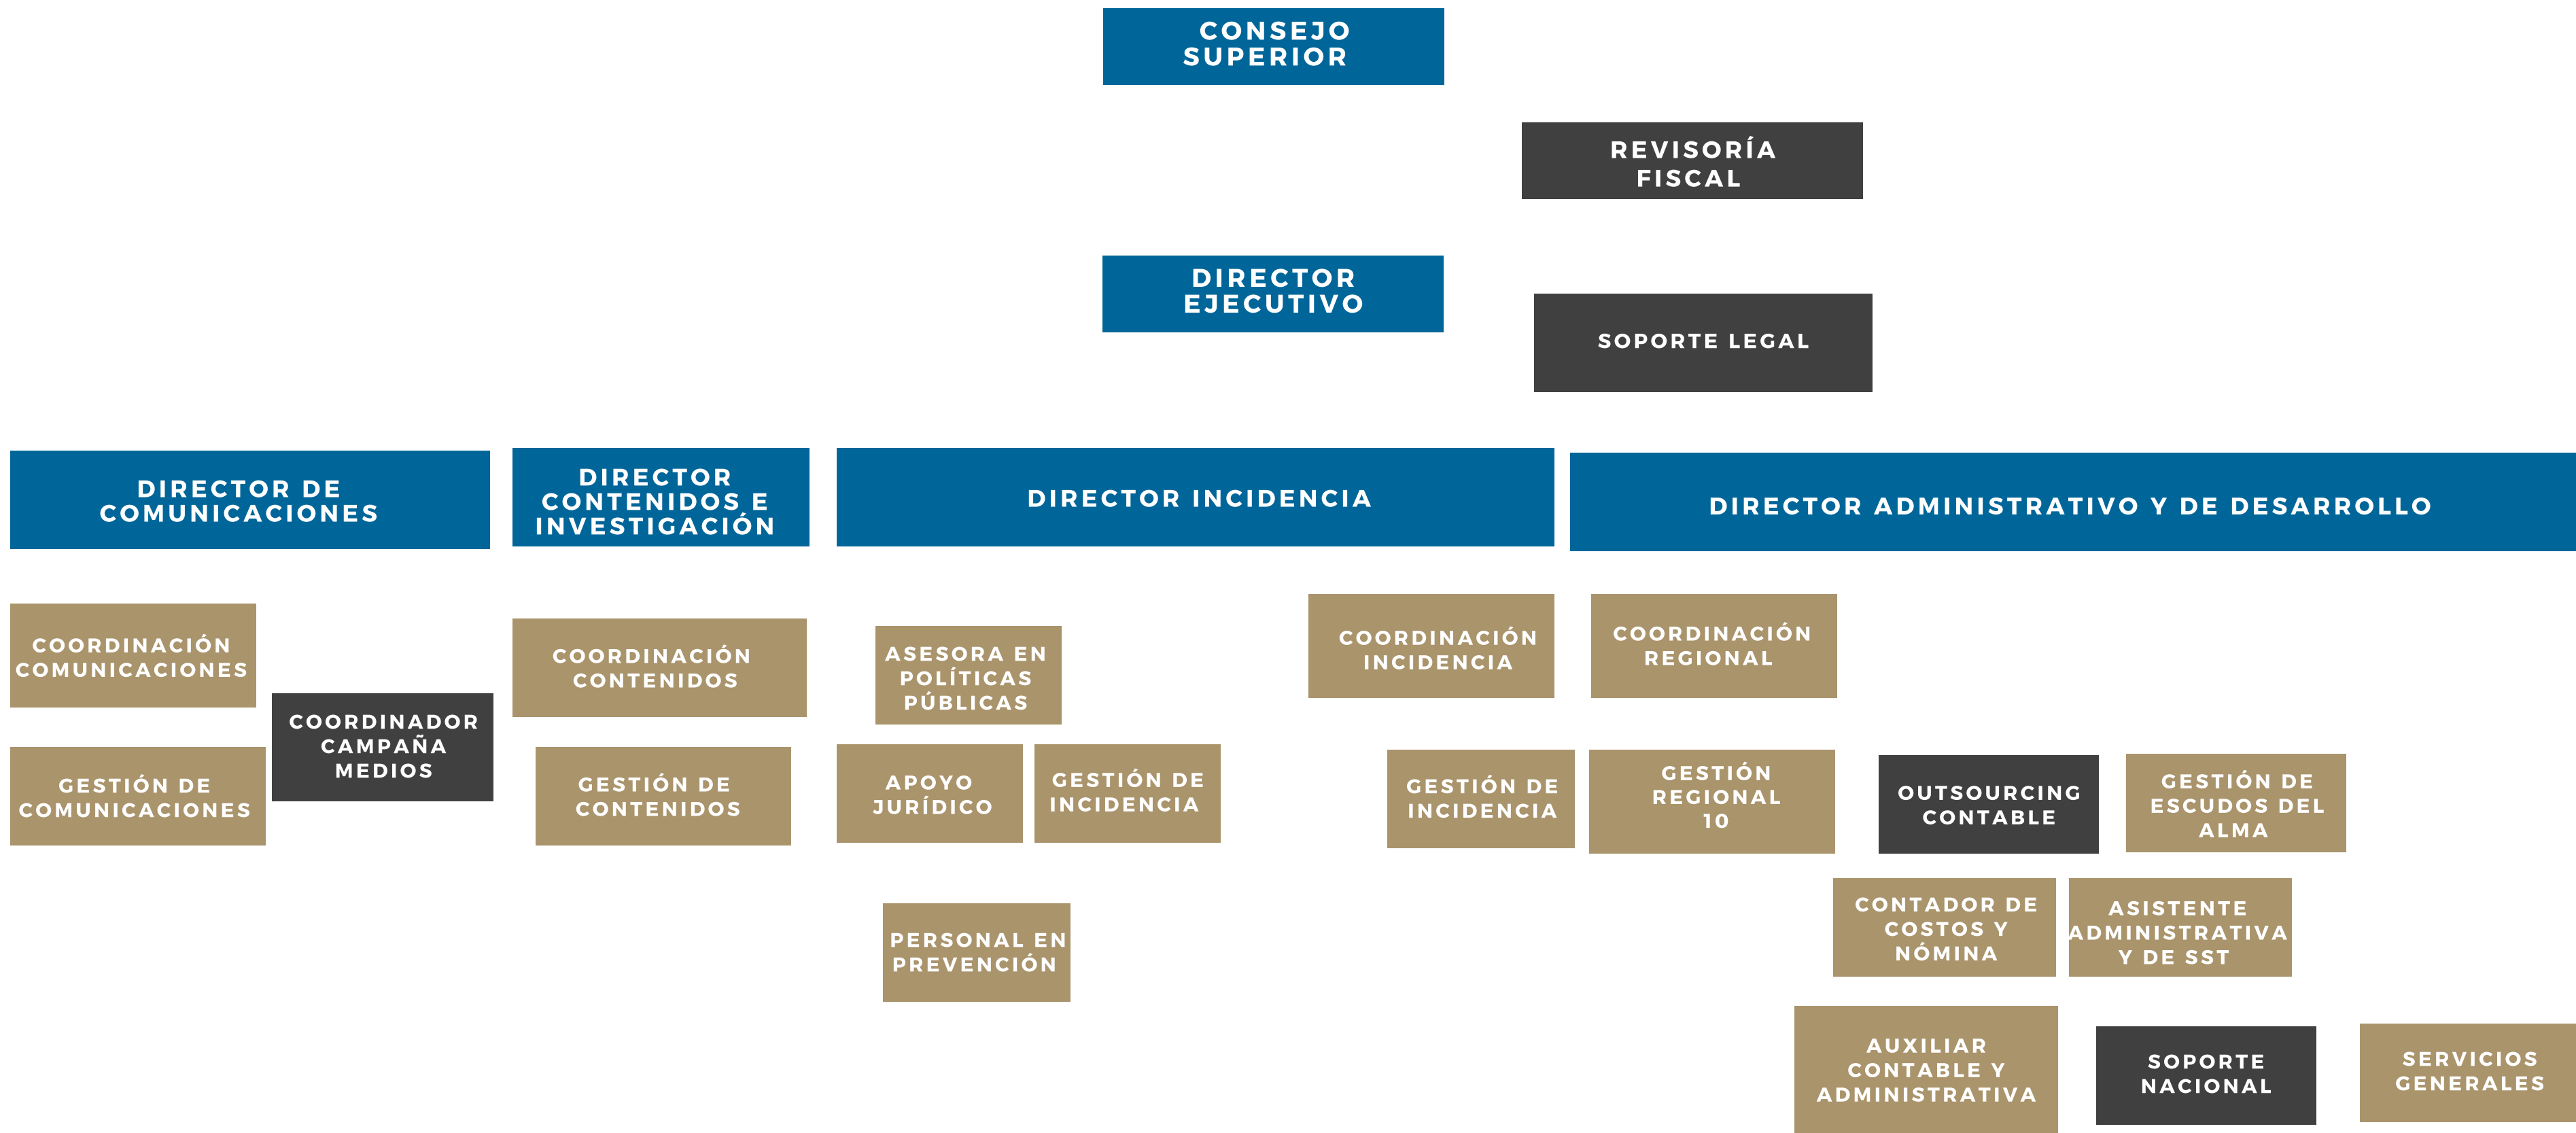 CONSEJO
SUPERIOR
REVISORÍA
FISCAL
DIRECTOR
EJECUTIVO
SOPORTE LEGAL
DIRECTOR DE
COMUNICACIONES
DIRECTOR
CONTENIDOS E
INVESTIGACIÓN
DIRECTOR INCIDENCIA
DIRECTOR ADMINISTRATIVO Y DE DESARROLLO
COORDINACIÓN
COMUNICACIONES
COORDINADOR
CAMPAÑA
MEDIOS
GESTIÓN DE
COMUNICACIONES
COORDINACIÓN
CONTENIDOS
GESTIÓN DE
CONTENIDOS
ASESORA EN
POLÍTICAS
PÚBLICAS
APOYO
JURÍDICO
GESTIÓN DE
INCIDENCIA
PERSONAL EN
PREVENCIÓN
COORDINACIÓN
INCIDENCIA
GESTIÓN DE
INCIDENCIA
COORDINACIÓN
REGIONAL
GESTIÓN
REGIONAL
10
OUTSOURCING
CONTABLE
GESTIÓN DE
ESCUDOS DEL
ALMA
CONTADOR DE
COSTOS Y
NÓMINA
ASISTENTE
ADMINISTRATIVA
Y DE SST
AUXILIAR
CONTABLE Y
ADMINISTRATIVA
SOPORTE
NACIONAL
SERVICIOS
GENERALES